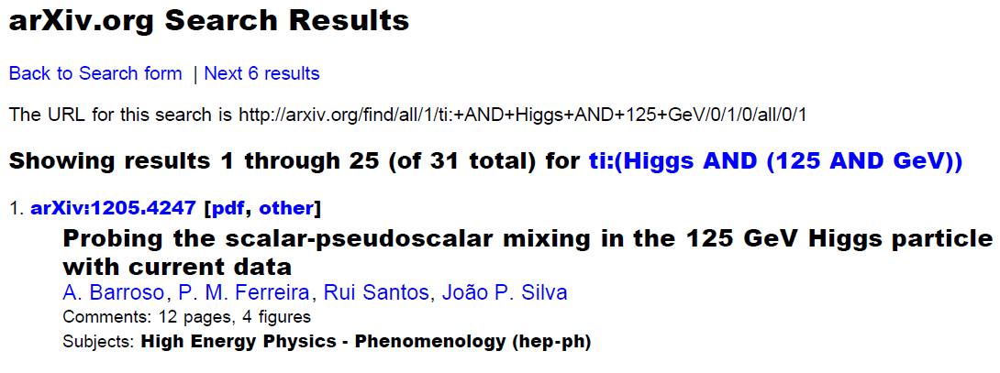 arXiv.org Search Results
Back to Search form | Next 6 results
The URL for this search is http://arxiv.org/find/all/1/ti:+AND+Higgs+AND+125+GeV/0/1/0/all/0/1
Showing results 1 through 25 (of 31 total) for ti:(Higgs AND (125 AND GeV))
1. arXiv:1205.4247 [pdf, other]
Probing the scalar-pseudoscalar mixing in the 125 GeV Higgs particle
with current data
A. Barroso, P. M. Ferreira, Rui Santos, João P. Silva
Comments: 12 pages, 4 figures
Subjects: High Energy Physics - Phenomenology (hep-ph)